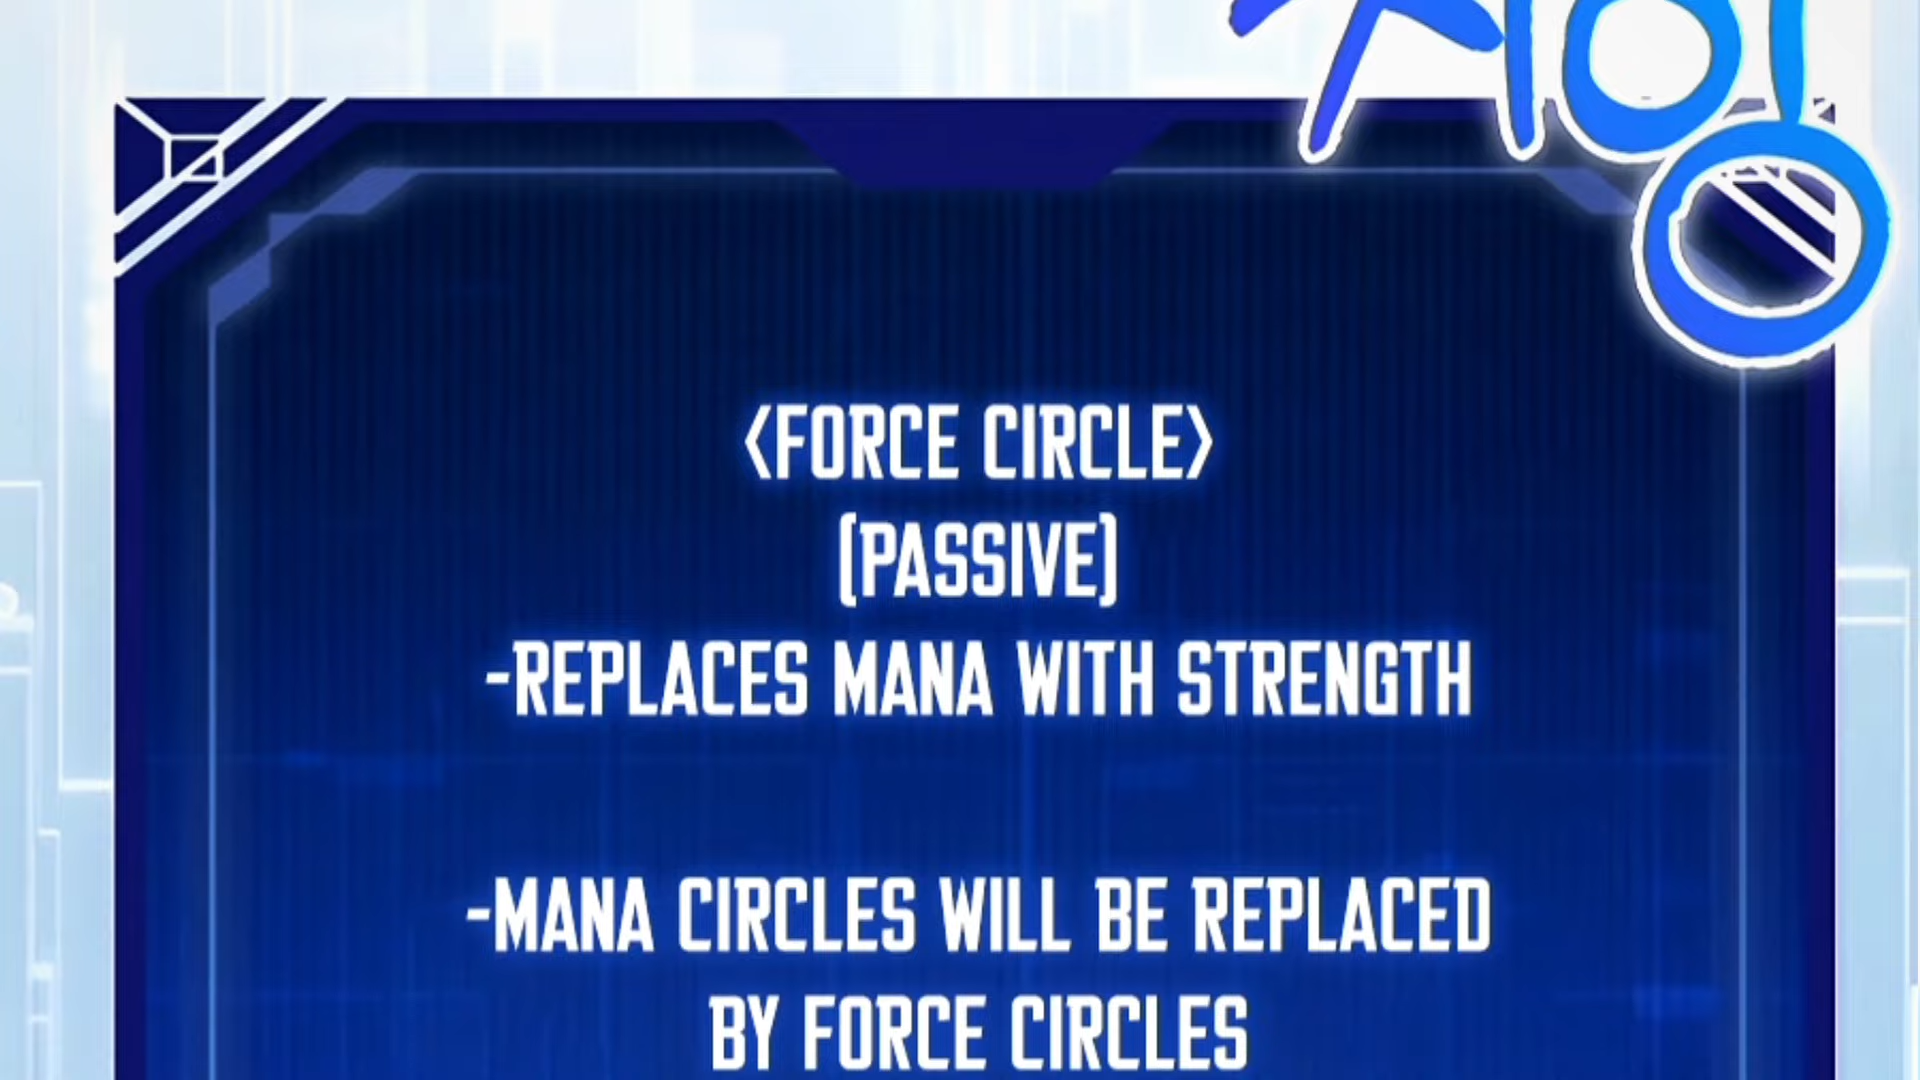 <FORCE CIRCLE>
[PASSIVE]
-REPLACES MANA WITH STRENGTH
-MANA CIRCLES WILL BE REPLACED
BY FORCE CIRCLES